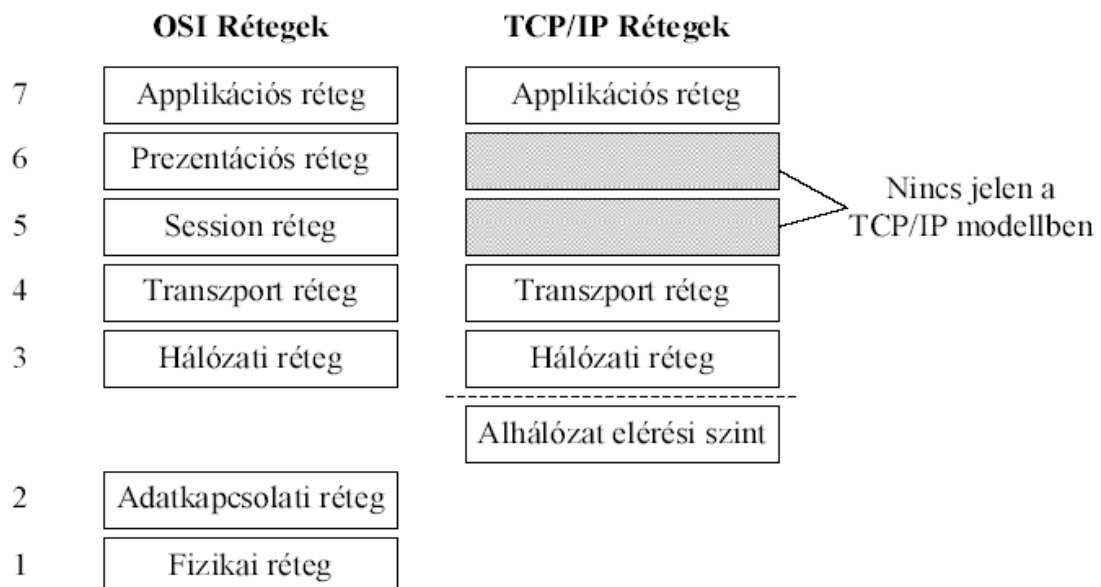 OSI Rétegek TCP/IP Rétegek
7 Applikációs réteg Applikációs réteg
6 Prezentációs réteg
5 Session réteg
Nincs jelen a
TCP/IP modellben
4 Transzport réteg Transzport réteg
3 Hálózati réteg Hálózati réteg
Alhálózat elérési szint
2 Adatkapcsolati réteg
1 Fizikai réteg